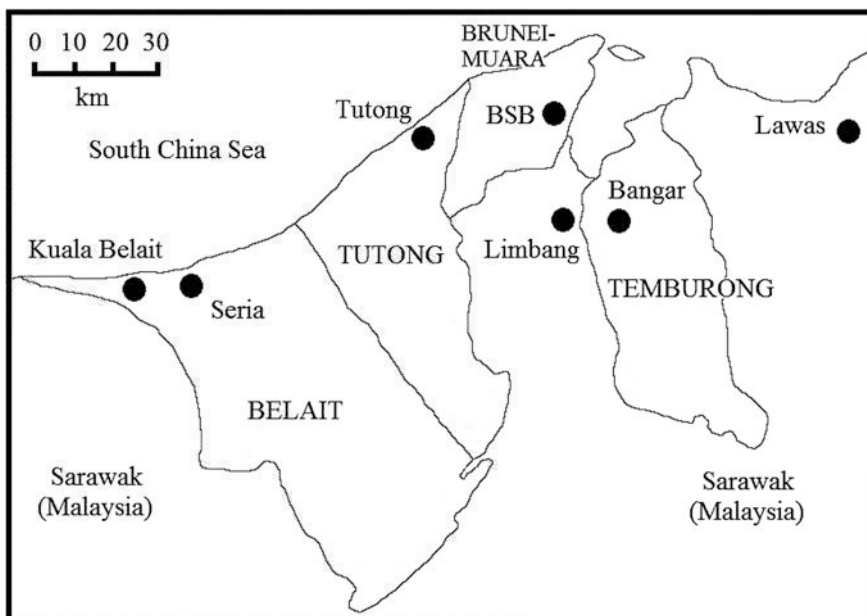 BRUNEI-
MUARA
0 10 20 30
km
Tutong
BSB
Lawas
South China Sea
Bangar
Kuala Belait
TUTONG
Limbang
Seria
TEMBURONG
BELAIT
Sarawak
(Malaysia)
Sarawak
(Malaysia)